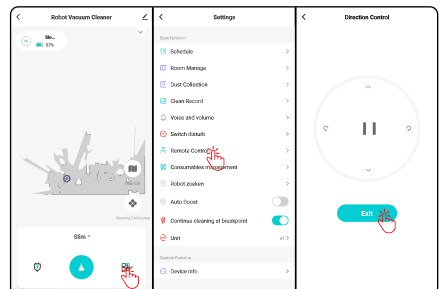 Robot Vacuum Cleaner
Sle...
87%
Slim
Settings
Base Function
Schedule
Room Manage
Dust Collection
Clean Record
Voice and volume
Switch disturb
Remote Control
Consumables management
Robot zoeken
Auto Boost
Continue cleaning at breakpoint
Unit
Custom Function
Device info
Direction Control
Exit